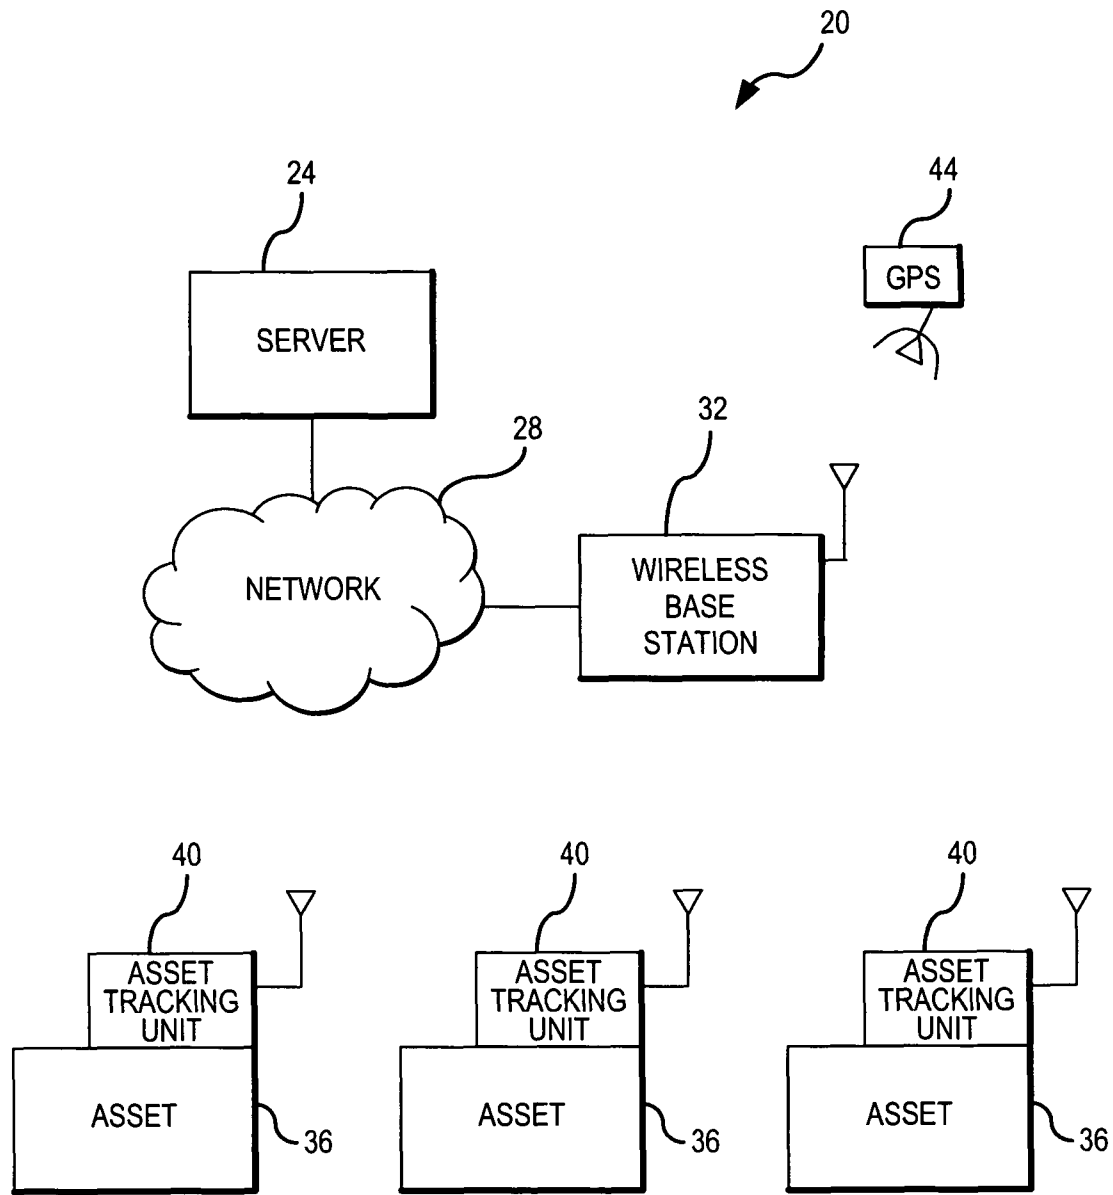 20
44
24
GPS
SERVER
32
28
WIRELESS
BASE
STATION
NETWORK
40
40
40
ASSET
TRACKING
UNIT
ASSET
TRACKING
UNIT
ASSET
TRACKING
UNIT
ASSET
36
ASSET
36
ASSET
36